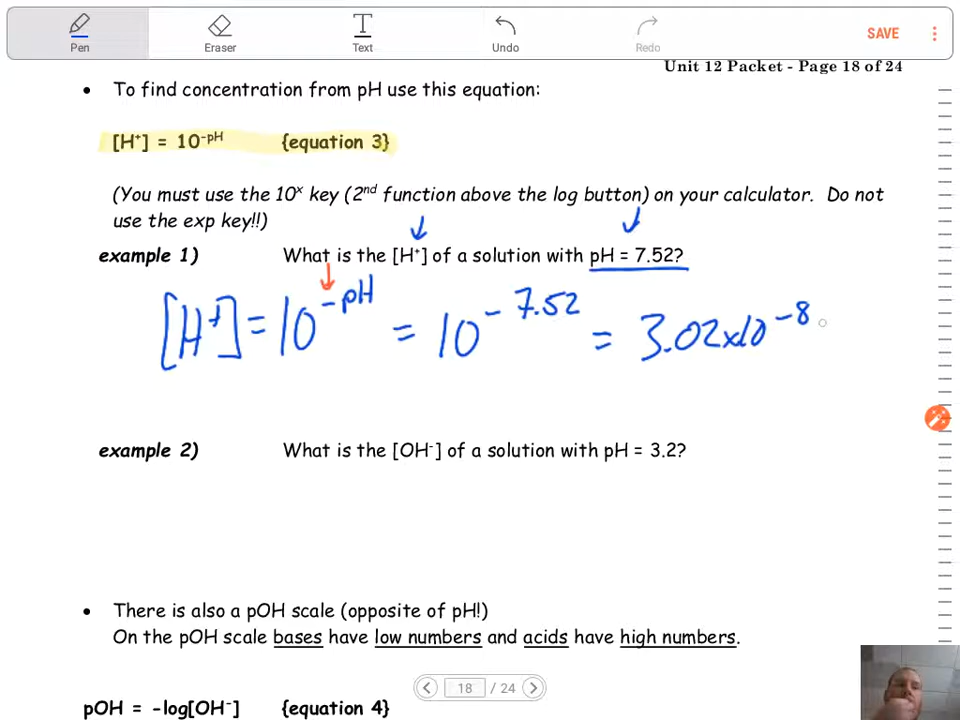 Pen Eraser Text Undo Redo SAVE
Unit 12 Packet - Page 18 of 24
• To find concentration from pH use this equation:
[H⁺] = 10⁻ᵖᴴ {equation 3}
(You must use the 10ˣ key (2ⁿᵈ function above the log button) on your calculator. Do not
use the exp key!!)
example 1) What is the [H⁺] of a solution with pH = 7.52?
[H⁺] = 10⁻ᵖᴴ = 10⁻⁷·⁵² = 3.02x10⁻⁸
example 2) What is the [OH⁻] of a solution with pH = 3.2?
• There is also a pOH scale (opposite of pH!)
On the pOH scale bases have low numbers and acids have high numbers.
18 / 24
pOH = -log[OH⁻] {equation 4}